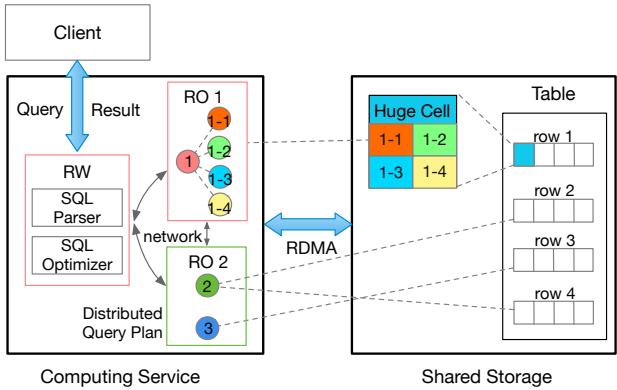 Client
Query
Result
RW
SQL
Parser
SQL
Optimizer
RO 1
1
1-1
1-2
1-3
1-4
network
RO 2
2
3
Distributed
Query Plan
RDMA
Huge Cell
1-1
1-2
1-3
1-4
Table
row 1
row 2
row 3
row 4
Computing Service
Shared Storage